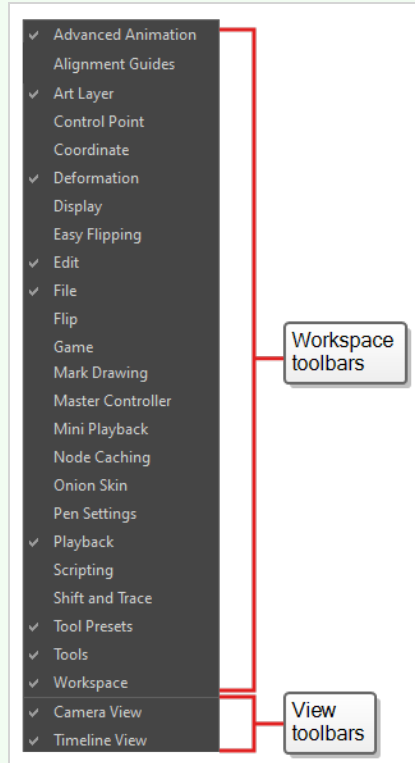 Advanced Animation
Alignment Guides
Art Layer
Control Point
Coordinate
Deformation
Display
Easy Flipping
Edit
File
Flip
Game
Mark Drawing
Master Controller
Mini Playback
Node Caching
Onion Skin
Pen Settings
Playback
Scripting
Shift and Trace
Tool Presets
Tools
Workspace
Camera View
Timeline View
Workspace
toolbars
View
toolbars